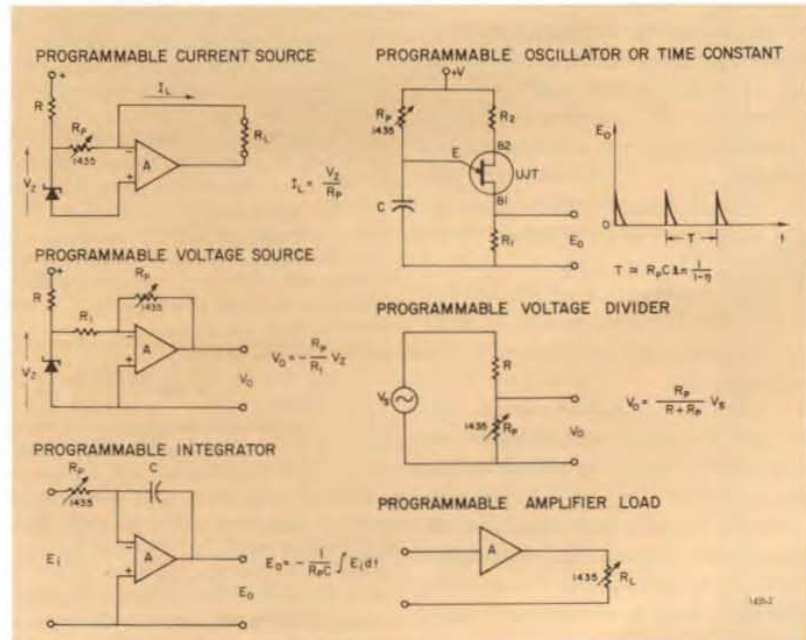 PROGRAMMABLE CURRENT SOURCE
+
R
I_L
R_P
1435
-
A
+
R_L
V_Z
I_L = V_Z / R_P
PROGRAMMABLE VOLTAGE SOURCE
+
R
R_P
1435
R_1
-
A
+
V_Z
V_O
V_O = - R_P / R_1 V_Z
PROGRAMMABLE INTEGRATOR
R_P
1435
C
-
A
+
E_i
E_O
E_O = - 1 / R_P C ∫ E_i dt
PROGRAMMABLE OSCILLATOR OR TIME CONSTANT
+V
R_P
1435
R_2
B2
E
UJT
B1
C
R_1
E_O
E_O
O
T
t
T ≃ R_P C ln 1 / 1-η
PROGRAMMABLE VOLTAGE DIVIDER
R
V_S
1435
R_P
V_O
V_O = R_P / R + R_P V_S
PROGRAMMABLE AMPLIFIER LOAD
A
1435
R_L
1435-2